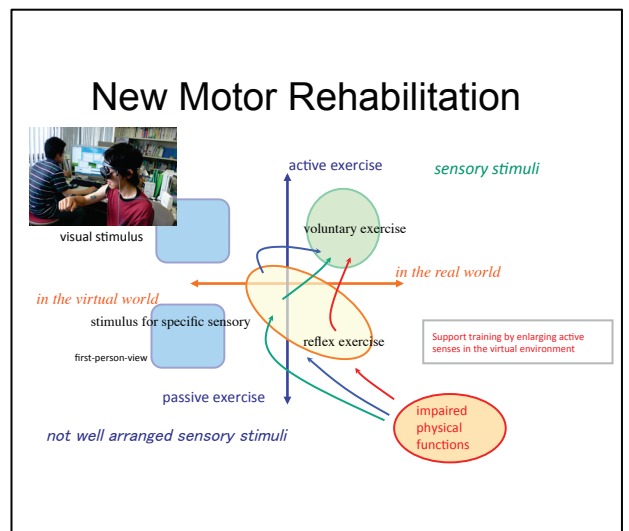 New Motor Rehabilitation
active exercise
sensory stimuli
visual stimulus
voluntary exercise
in the real world
in the virtual world
stimulus for specific sensory
reflex exercise
Support training by enlarging active
senses in the virtual environment
first-person-view
passive exercise
impaired
physical
functions
not well arranged sensory stimuli